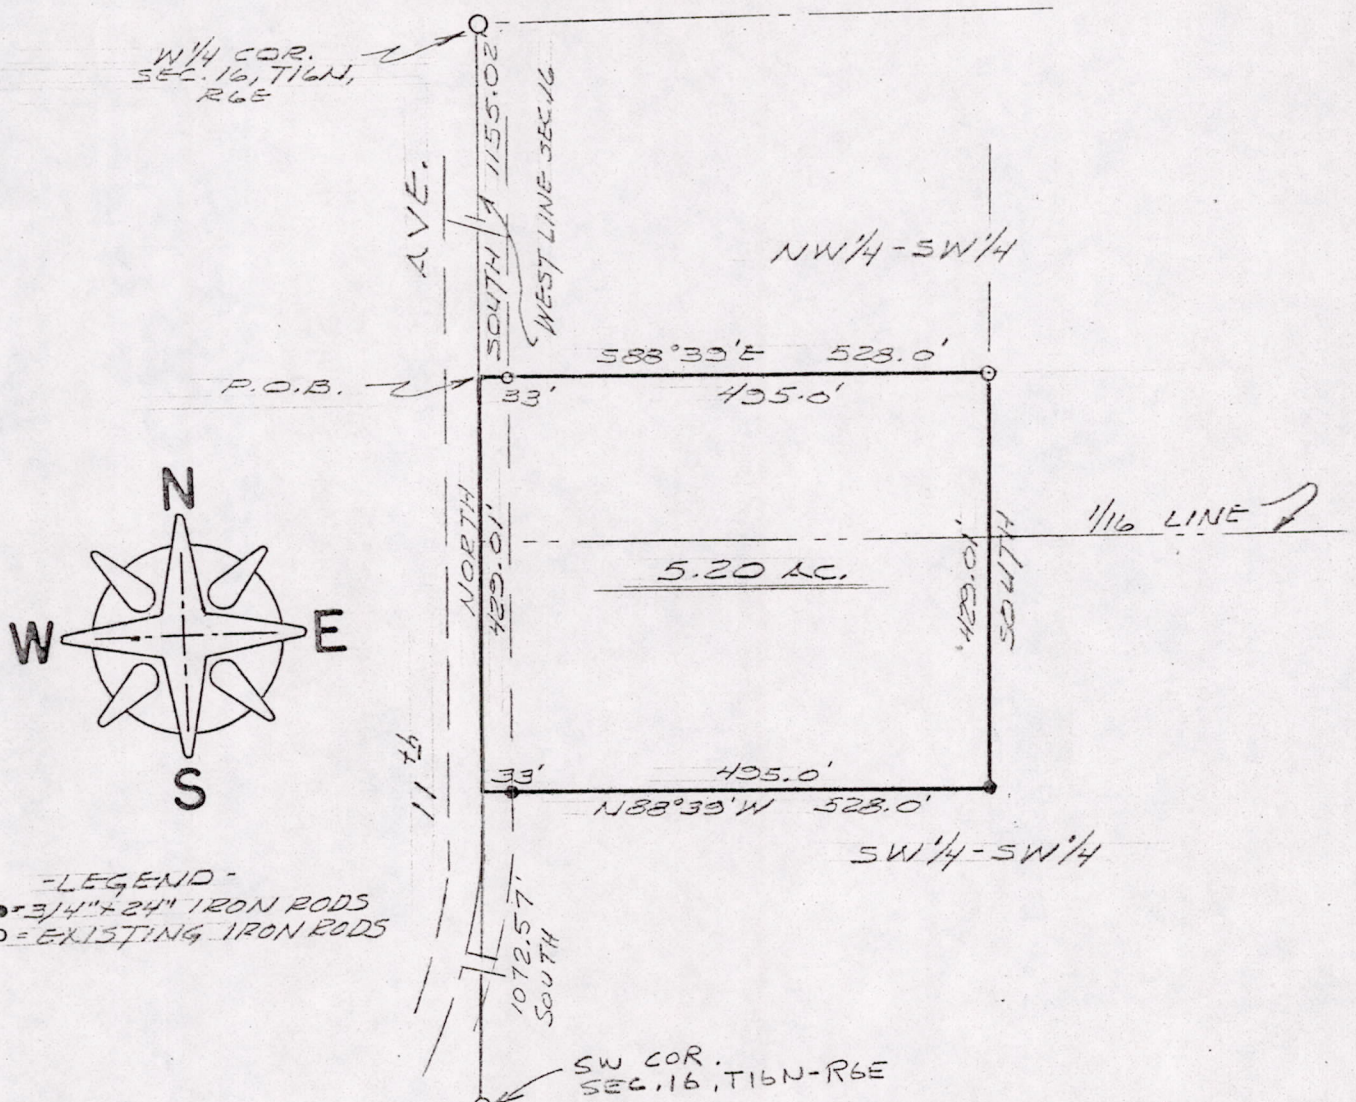 W 1/4 COR.
SEC. 16, T16N,
R6E
SOUTH 1155.02
WEST LINE SEC. 16
AVE.
NW 1/4 - SW 1/4
S88°39'E 528.0'
P.O.B.
33'
495.0'
N
W
E
S
NORTH
429.01'
1/16 LINE
5.20 AC.
429.01'
SOUTH
11th
33'
495.0'
N88°39'W 528.0'
SW 1/4 - SW 1/4
-LEGEND-
●=3/4"x24" IRON RODS
O = EXISTING IRON RODS
1072.57'
SOUTH
SW COR.
SEC. 16, T16N-R6E